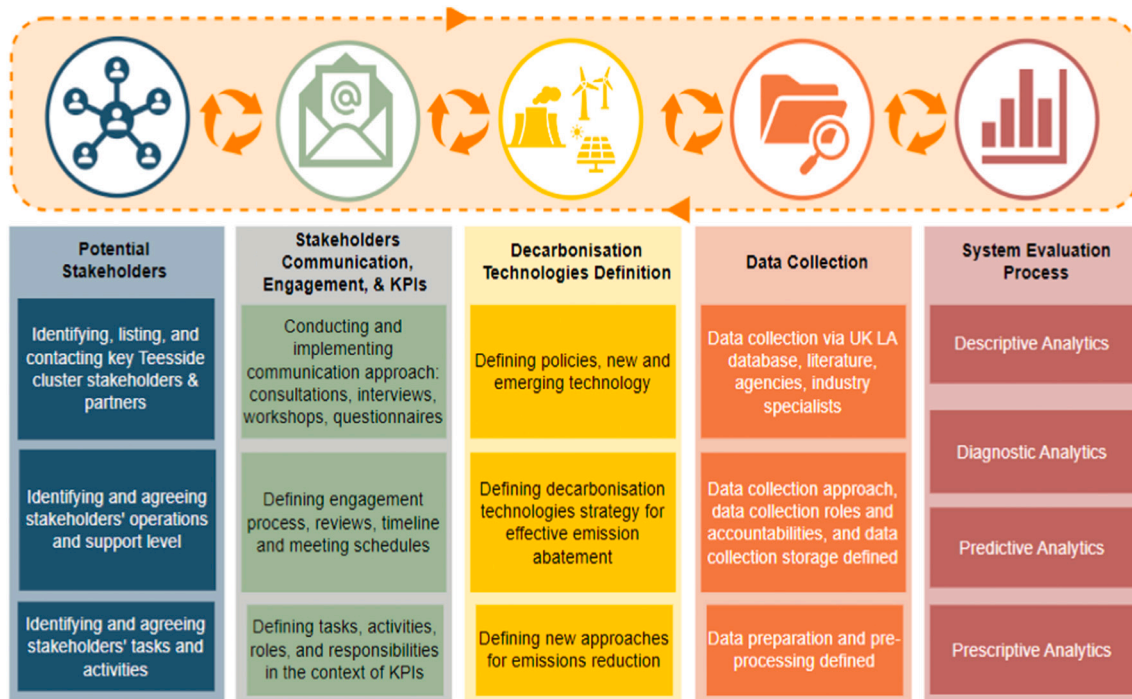 Potential
Stakeholders
Identifying, listing, and
contacting key Teesside
cluster stakeholders &
partners
Identifying and agreeing
stakeholders' operations
and support level
Identifying and agreeing
stakeholders' tasks and
activities
Stakeholders
Communication,
Engagement, & KPIs
Conducting and
implementing
communication approach:
consultations, interviews,
workshops, questionnaires
Defining engagement
process, reviews, timeline
and meeting schedules
Defining tasks, activities,
roles, and responsibilities
in the context of KPIs
Decarbonisation
Technologies Definition
Defining policies, new and
emerging technology
Defining decarbonisation
technologies strategy for
effective emission
abatement
Defining new approaches
for emissions reduction
Data Collection
Data collection via UK LA
database, literature,
agencies, industry
specialists
Data collection approach,
data collection roles and
accountabilities, and data
collection storage defined
Data preparation and pre-
processing defined
System Evaluation
Process
Descriptive Analytics
Diagnostic Analytics
Predictive Analytics
Prescriptive Analytics